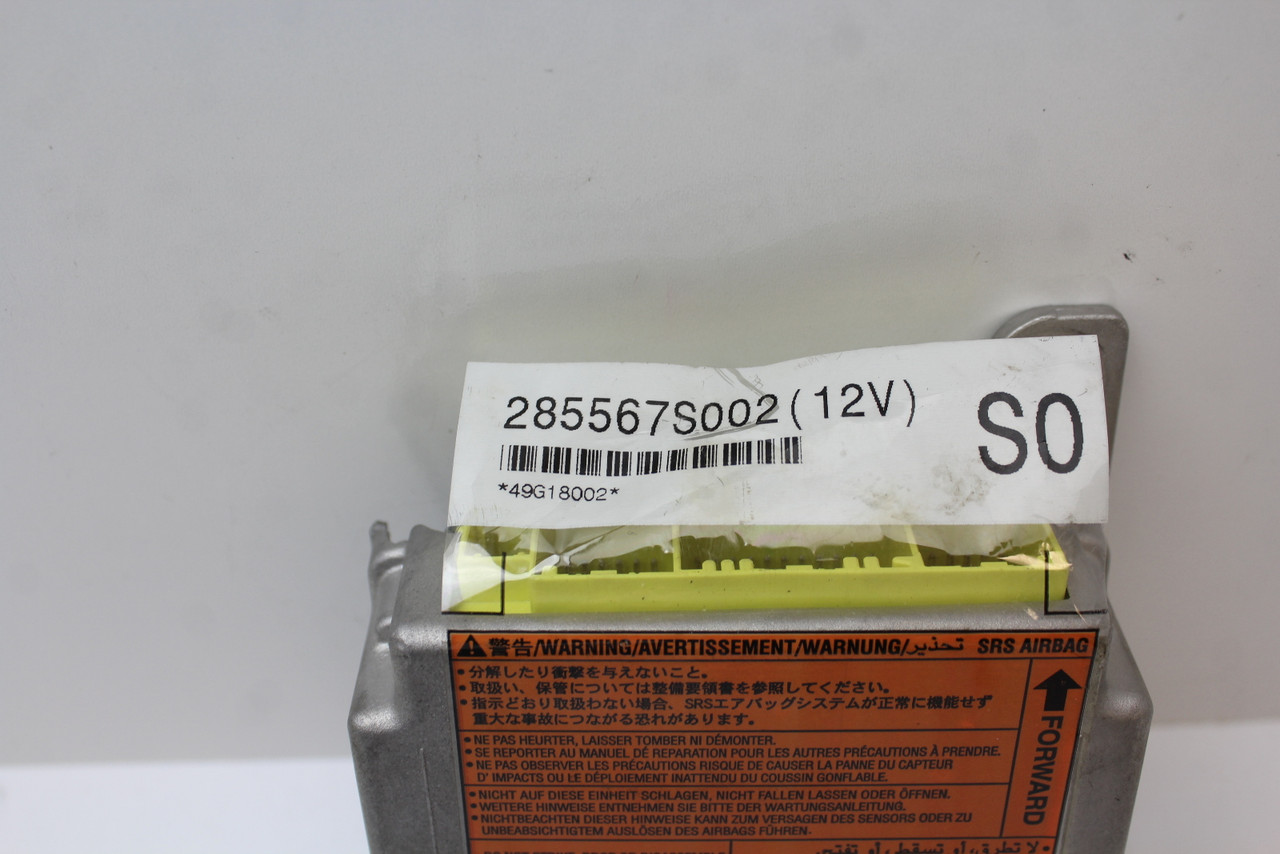 285567S002(12V)
S0
*49G18002*
警告/WARNING/AVERTISSEMENT/WARNUNG/تحذير SRS AIRBAG
・分解したり衝撃を与えないこと。
・取扱い、保管については整備要領書を参照してください。
・指示どおり取扱わない場合、SRSエアバッグシステムが正常に機能せず
重大な事故につながる恐れがあります。
• NE PAS HEURTER, LAISSER TOMBER NI DÉMONTER.
• SE REPORTER AU MANUEL DE REPARATION POUR LES AUTRES PRÉCAUTIONS À PRENDRE.
• NE PAS OBSERVER LES PRÉCAUTIONS RISQUE DE CAUSER LA PANNE DU CAPTEUR
D' IMPACTS OU LE DÉPLOIEMENT INATTENDU DU COUSSIN GONFLABLE.
• NICHT AUF DIESE EINHEIT SCHLAGEN, NICHT FALLEN LASSEN ODER ÖFFNEN.
• WEITERE HINWEISE ENTNEHMEN SIE BITTE DER WARTUNGSANLEITUNG.
• NICHTBEACHTEN DIESER HINWEISE KANN ZUM VERSAGEN DES SENSORS ODER ZU
UNBEABSICHTIGTEM AUSLÖSEN DES AIRBAGS FÜHREN.
FORWARD
• لا تطرق، أو تسقط، أو تفتح.